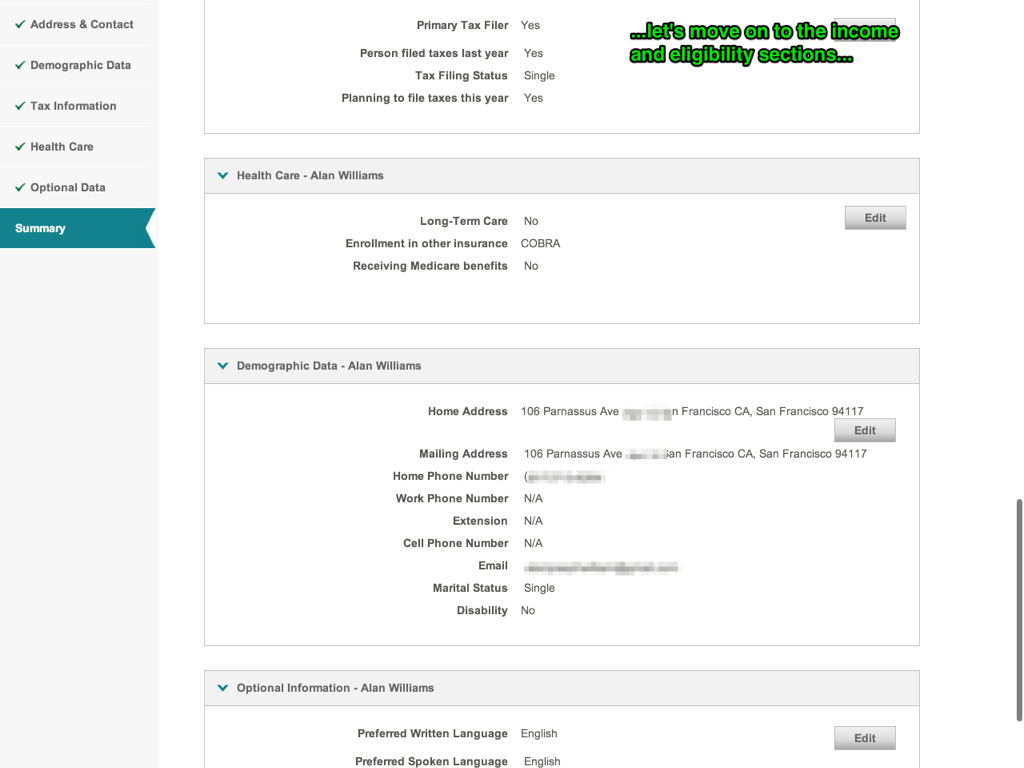 Address & Contact
Demographic Data
Tax Information
Health Care
Optional Data
Summary
Primary Tax Filer Yes
...let's move on to the income
and eligibility sections...
Person filed taxes last year Yes
Tax Filing Status Single
Planning to file taxes this year Yes
Health Care - Alan Williams
Long-Term Care No
Edit
Enrollment in other insurance COBRA
Receiving Medicare benefits No
Demographic Data - Alan Williams
Home Address 106 Parnassus Ave n Francisco CA, San Francisco 94117
Edit
Mailing Address 106 Parnassus Ave San Francisco CA, San Francisco 94117
Home Phone Number (
Work Phone Number N/A
Extension N/A
Cell Phone Number N/A
Email
Marital Status Single
Disability No
Optional Information - Alan Williams
Preferred Written Language English
Edit
Preferred Spoken Language English